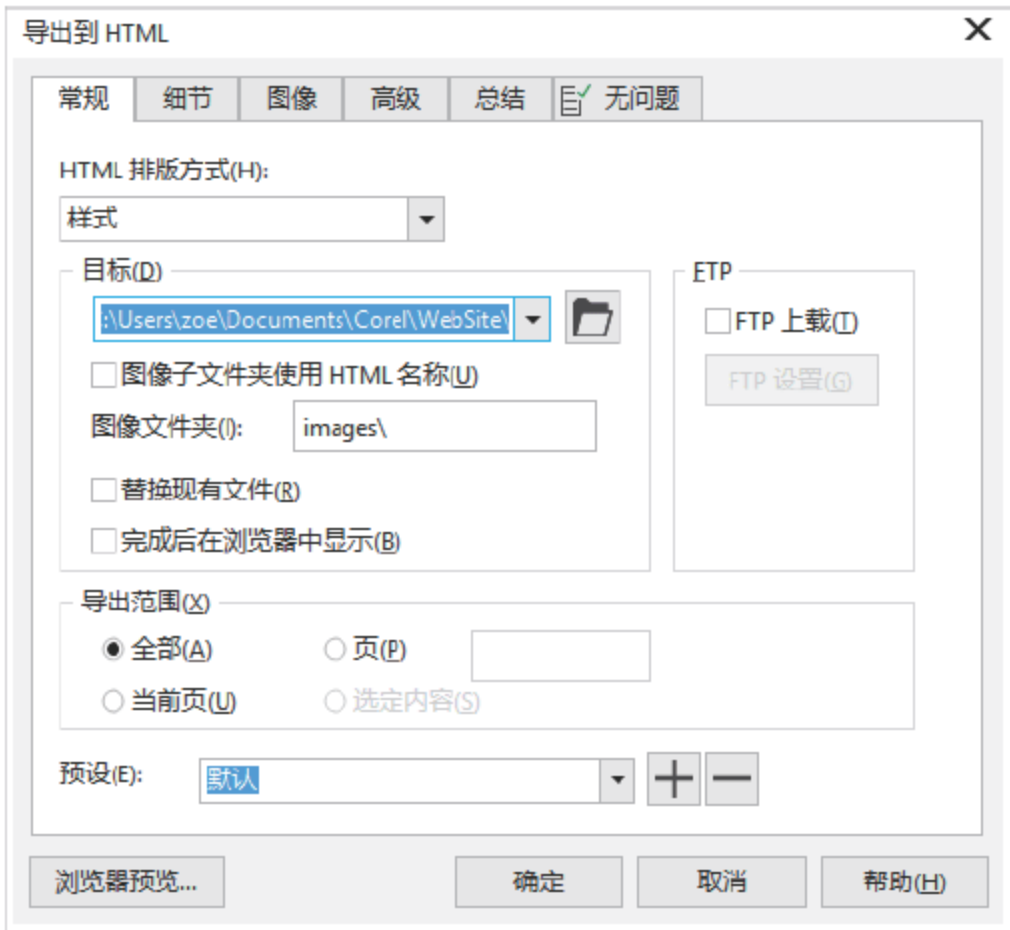 导出到 HTML
常规 细节 图像 高级 总结 无问题
HTML 排版方式(H):
样式
目标(D)
:\Users\zoe\Documents\Corel\WebSite\
图像子文件夹使用 HTML 名称(U)
图像文件夹(I): images\
替换现有文件(R)
完成后在浏览器中显示(B)
FTP
FTP 上载(T)
FTP 设置(G)
导出范围(X)
全部(A) 页(P)
当前页(U) 选定内容(S)
预设(E): 默认
浏览器预览... 确定 取消 帮助(H)